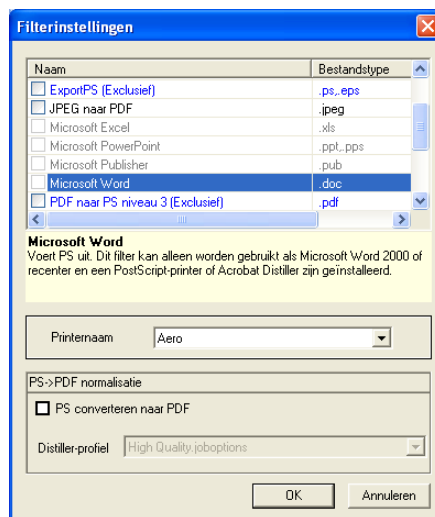 Filterinstellingen
Naam Bestandstype
ExportPS (Exclusief) .ps,.eps
JPEG naar PDF .jpeg
Microsoft Excel .xls
Microsoft PowerPoint .ppt,.pps
Microsoft Publisher .pub
Microsoft Word .doc
PDF naar PS niveau 3 (Exclusief) .pdf
Microsoft Word
Voert PS uit. Dit filter kan alleen worden gebruikt als Microsoft Word 2000 of
recenter en een PostScript-printer of Acrobat Distiller zijn geïnstalleerd.
Printernaam Aero
PS->PDF normalisatie
PS converteren naar PDF
Distiller-profiel High Quality.joboptions
OK Annuleren